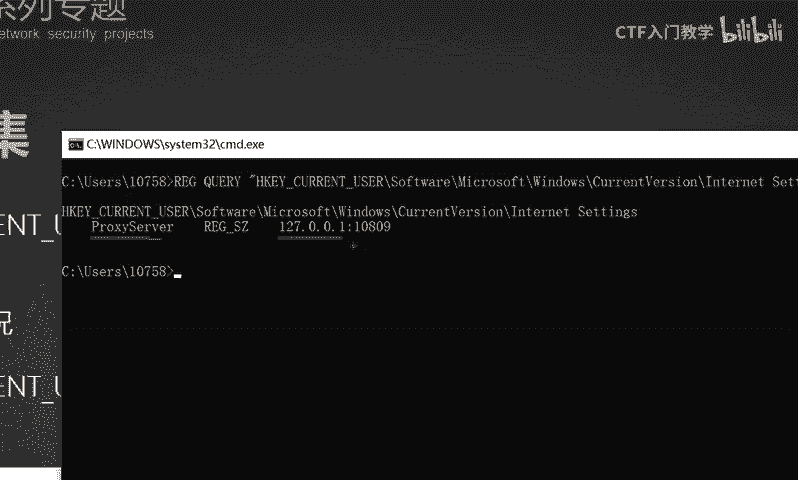 系列专题
etwork security projects
CTF入门教学 bilibili
集
C:\WINDOWS\system32\cmd.exe
C:\Users\10758>REG QUERY "HKEY_CURRENT_USER\Software\Microsoft\Windows\CurrentVersion\Internet Sett
HKEY_CURRENT_USER\Software\Microsoft\Windows\CurrentVersion\Internet Settings
ENT_U
ProxyServer REG_SZ 127.0.0.1:10809
C:\Users\10758>
况
ENT_U